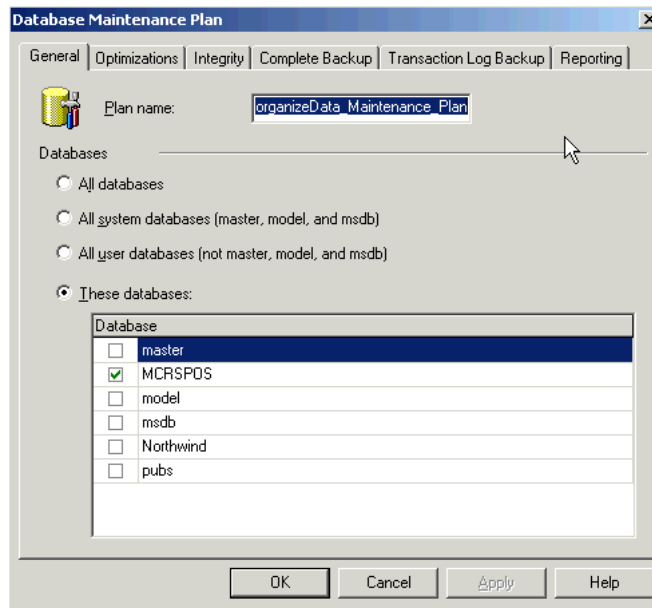 Database Maintenance Plan
General Optimizations Integrity Complete Backup Transaction Log Backup Reporting
Plan name: organizeData_Maintenance_Plan
Databases
All databases
All system databases (master, model, and msdb)
All user databases (not master, model, and msdb)
These databases:
Database
master
MCRSPOS
model
msdb
Northwind
pubs
OK Cancel Apply Help